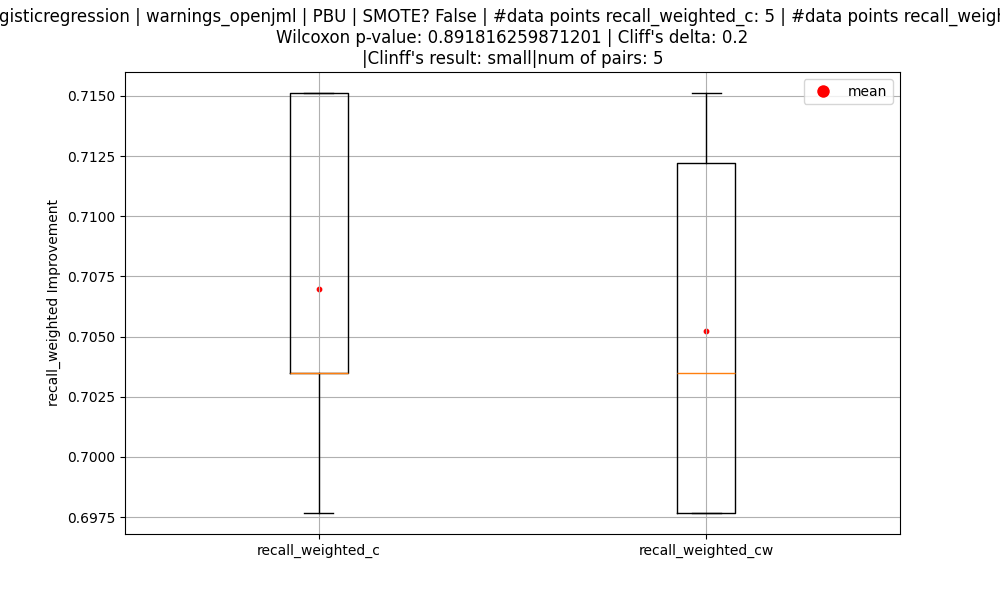 gisticregression | warnings_openjml | PBU | SMOTE? False | #data points recall_weighted_c: 5 | #data points recall_weigh
Wilcoxon p-value: 0.891816259871201 | Cliff's delta: 0.2
|Clinff's result: small|num of pairs: 5
mean
0.7150
0.7125
0.7100
0.7075
0.7050
0.7025
0.7000
0.6975
recall_weighted Improvement
recall_weighted_c
recall_weighted_cw